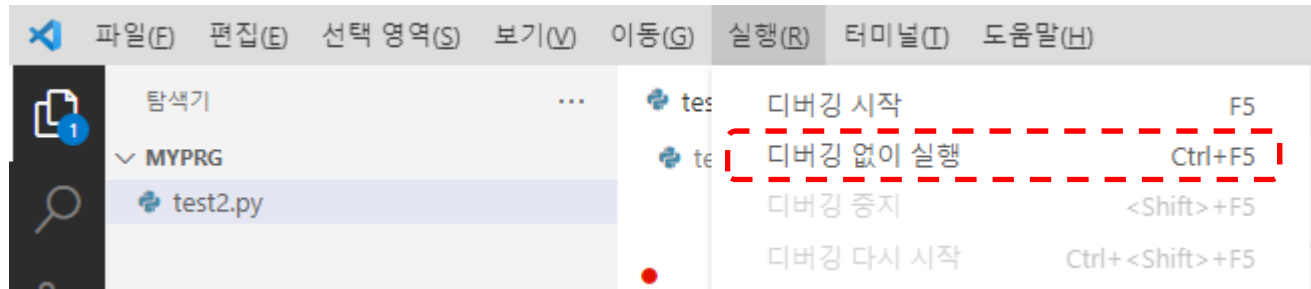 파일(F) 편집(E) 선택 영역(S) 보기(V) 이동(G) 실행(R) 터미널(T) 도움말(H)
탐색기 ...
1
MYPRG
test2.py
디버깅 시작 F5
디버깅 없이 실행 Ctrl+F5
디버깅 중지 <Shift>+F5
디버깅 다시 시작 Ctrl+<Shift>+F5